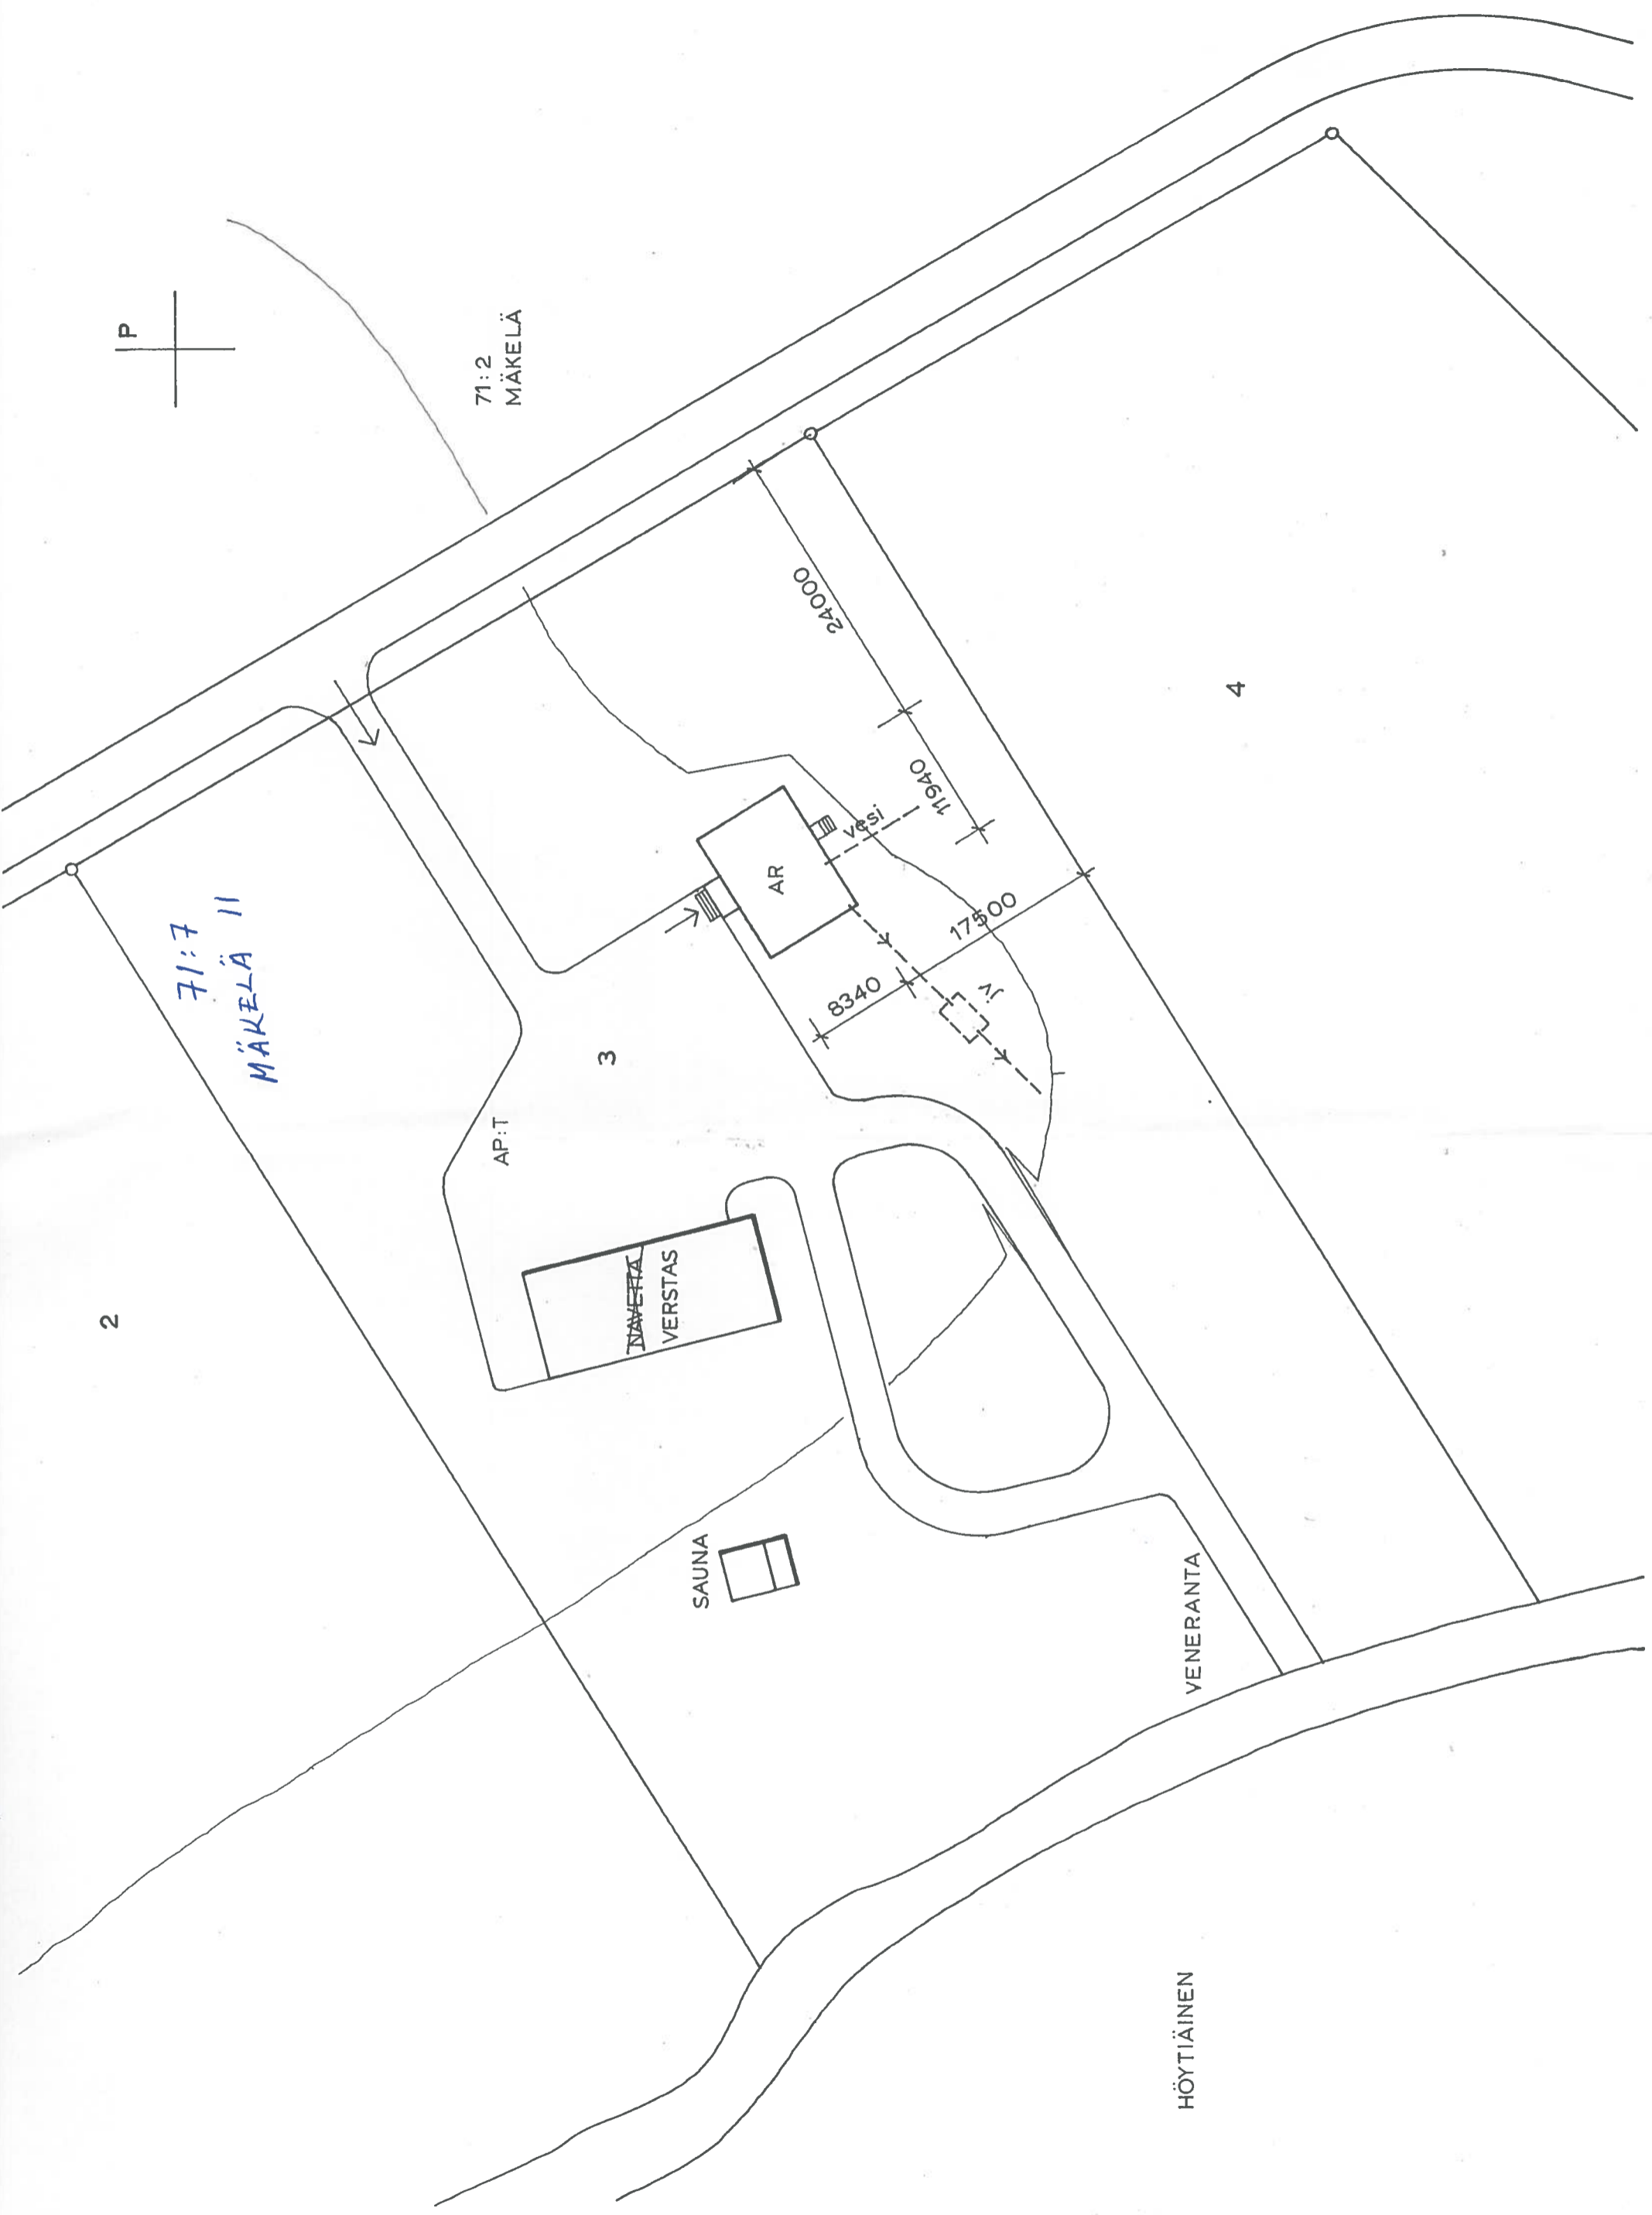 P
71:2
MÄKELÄ
71:7
MÄKELÄ II
24000
11940
vesi
AR
17500
8340
jv
3
4
2
AP:T
NAVETTA
VERSTAS
SAUNA
VENERANTA
HÖYTIÄINEN